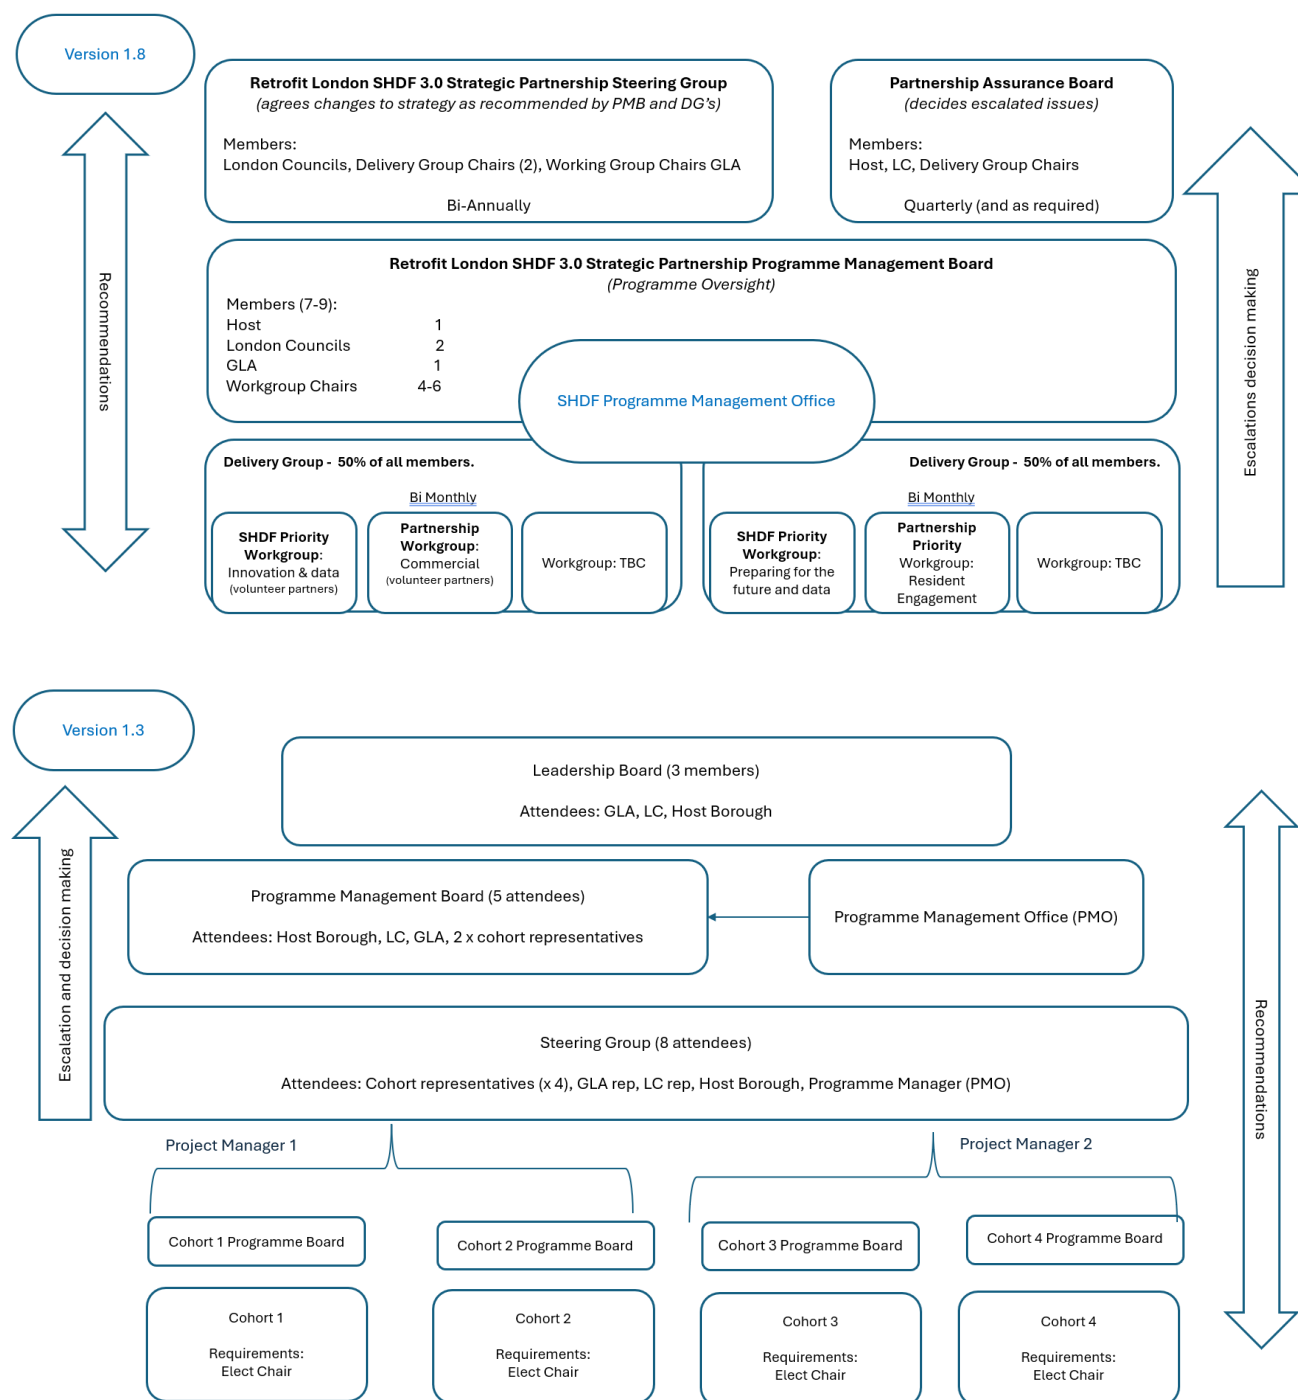 Version 1.8
Retrofit London SHDF 3.0 Strategic Partnership Steering Group
(agrees changes to strategy as recommended by PMB and DG's)
Members:
London Councils, Delivery Group Chairs (2), Working Group Chairs GLA
Bi-Annually
Partnership Assurance Board
(decides escalated issues)
Members:
Host, LC, Delivery Group Chairs
Quarterly (and as required)
Recommendations
Escalations decision making
Retrofit London SHDF 3.0 Strategic Partnership Programme Management Board
(Programme Oversight)
Members (7-9):
Host 1
London Councils 2
GLA 1
Workgroup Chairs 4-6
SHDF Programme Management Office
Delivery Group - 50% of all members.
Bi Monthly
SHDF Priority
Workgroup:
Innovation & data
(volunteer partners)
Partnership
Workgroup:
Commercial
(volunteer partners)
Workgroup: TBC
Delivery Group - 50% of all members.
Bi Monthly
SHDF Priority
Workgroup:
Preparing for the
future and data
Partnership
Priority
Workgroup:
Resident
Engagement
Workgroup: TBC
Version 1.3
Leadership Board (3 members)
Attendees: GLA, LC, Host Borough
Escalation and decision making
Programme Management Board (5 attendees)
Attendees: Host Borough, LC, GLA, 2 x cohort representatives
Programme Management Office (PMO)
Recommendations
Steering Group (8 attendees)
Attendees: Cohort representatives (x 4), GLA rep, LC rep, Host Borough, Programme Manager (PMO)
Project Manager 1
Project Manager 2
Cohort 1 Programme Board
Cohort 2 Programme Board
Cohort 3 Programme Board
Cohort 4 Programme Board
Cohort 1
Requirements:
Elect Chair
Cohort 2
Requirements:
Elect Chair
Cohort 3
Requirements:
Elect Chair
Cohort 4
Requirements:
Elect Chair